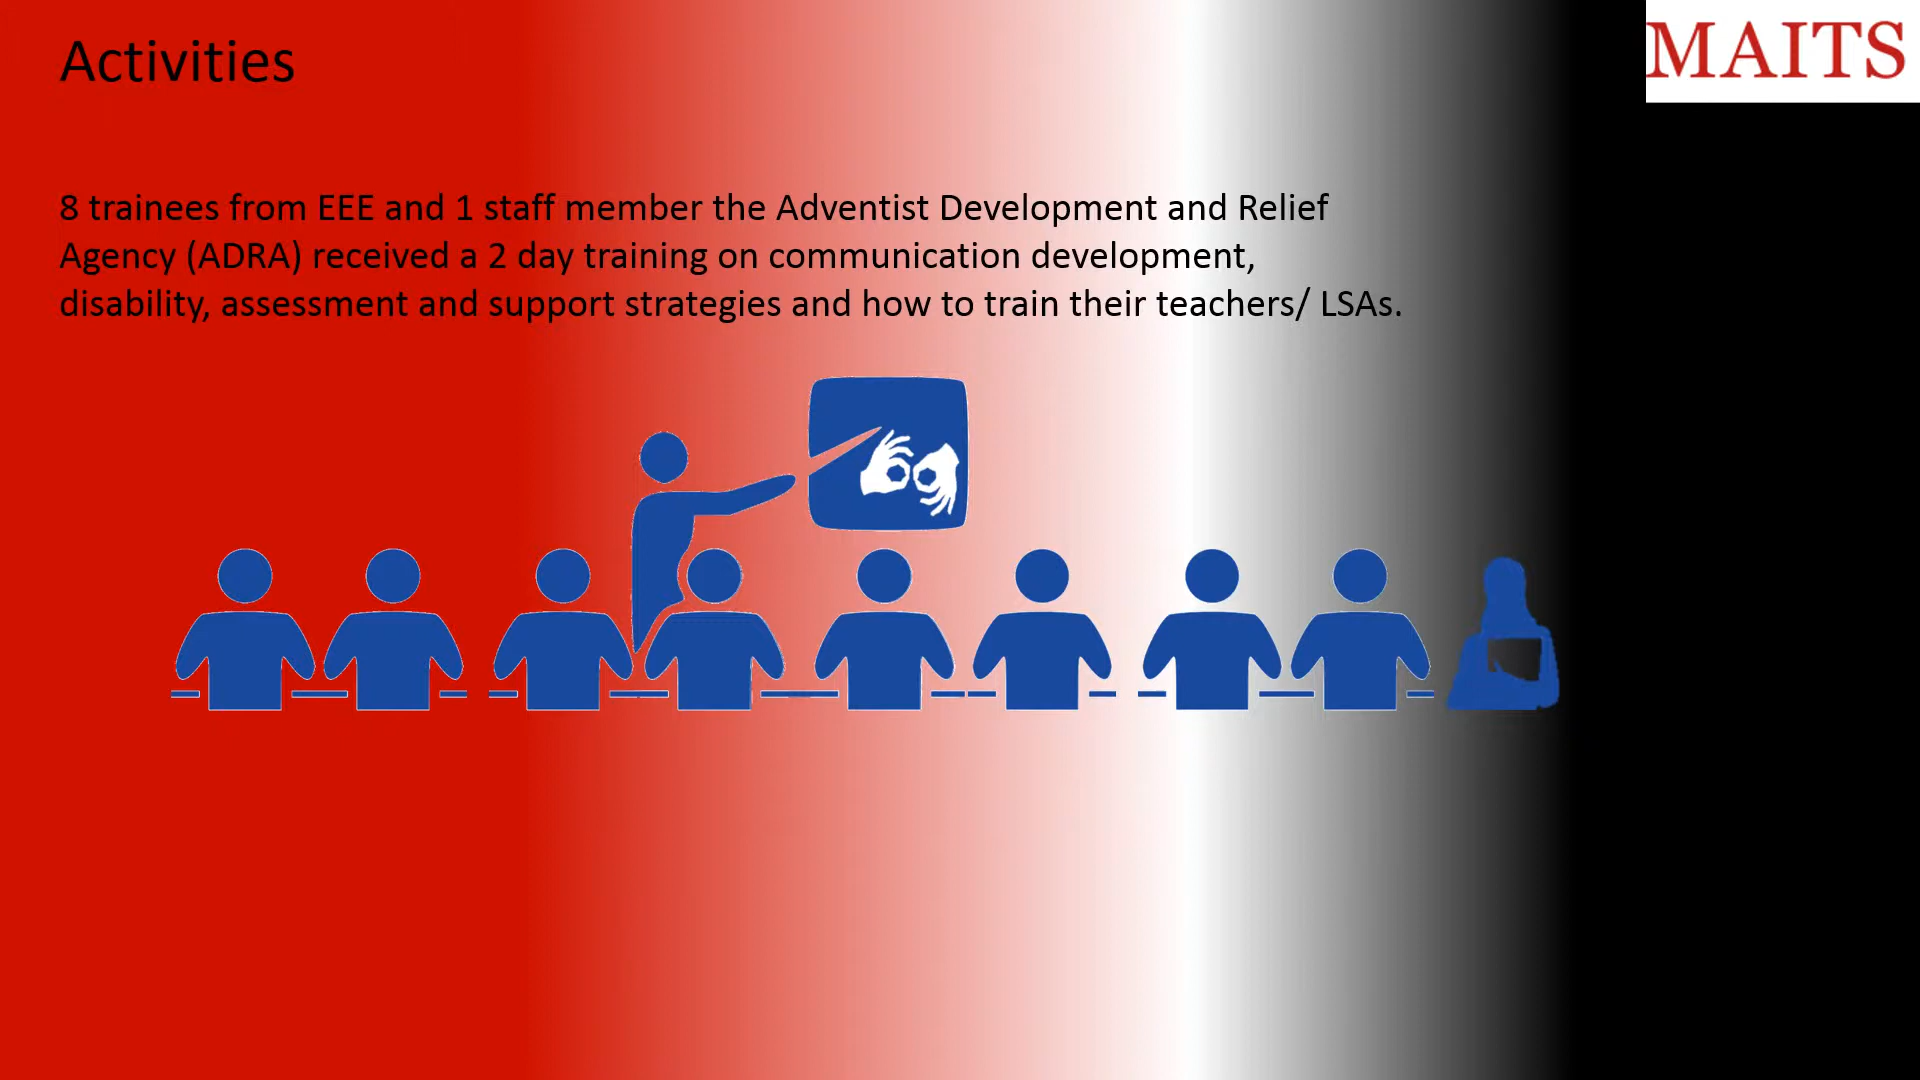 Activities
MAITS
8 trainees from EEE and 1 staff member the Adventist Development and Relief
Agency (ADRA) received a 2 day training on communication development,
disability, assessment and support strategies and how to train their teachers/ LSAs.